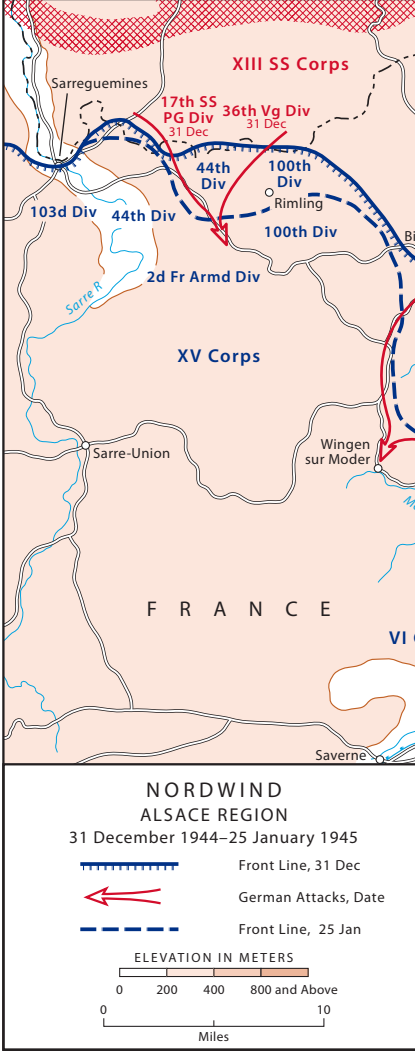 XIII SS Corps
Sarreguemines
17th SS
PG Div
31 Dec
36th Vg Div
31 Dec
44th
Div
100th
Div
Rimling
103d Div
44th Div
100th Div
Bi
2d Fr Armd Div
Sarre R
XV Corps
Wingen
sur Moder
Sarre-Union
FRANCE
VI
Saverne
NORDWIND
ALSACE REGION
31 December 1944–25 January 1945
Front Line, 31 Dec
German Attacks, Date
Front Line, 25 Jan
ELEVATION IN METERS
0 200 400 800 and Above
0 10
Miles